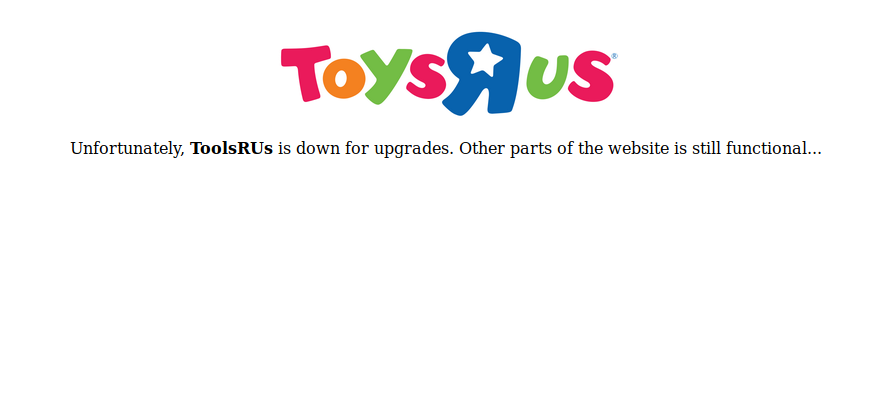 ToysЯus®
Unfortunately, ToolsRUs is down for upgrades. Other parts of the website is still functional...